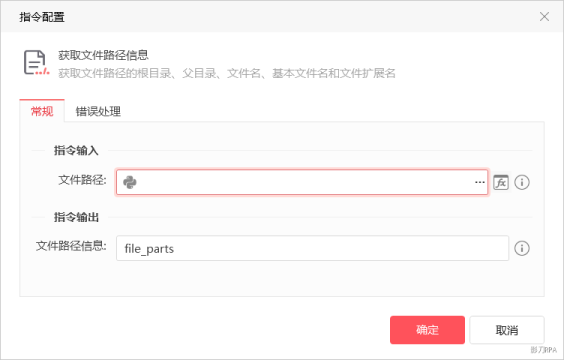 指令配置
获取文件路径信息
获取文件路径的根目录、父目录、文件名、基本文件名和文件扩展名
常规 错误处理
指令输入
文件路径: ... fx
指令输出
文件路径信息: file_parts
确定 取消
影刀RPA